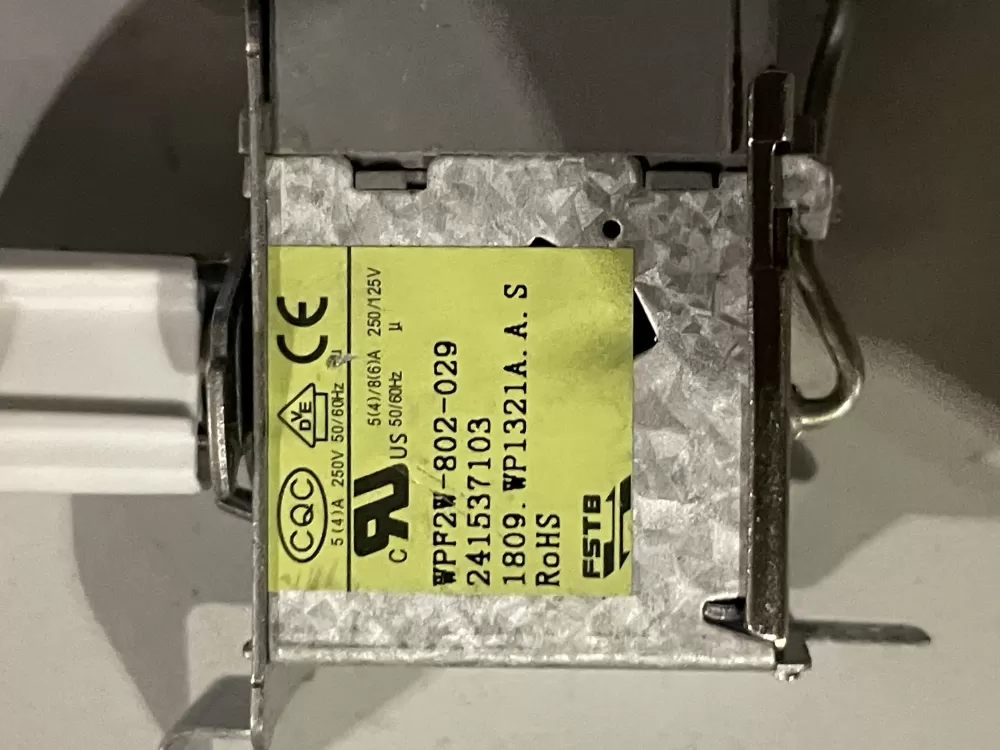 CQC DVE CE
5(4)A 250V 50/60Hz μ
5(4)/8(6)A 250/125V
C US 50/60Hz μ
WPF2W-802-029
241537103
1809. WP1321A.A.S
RoHS
FSTB